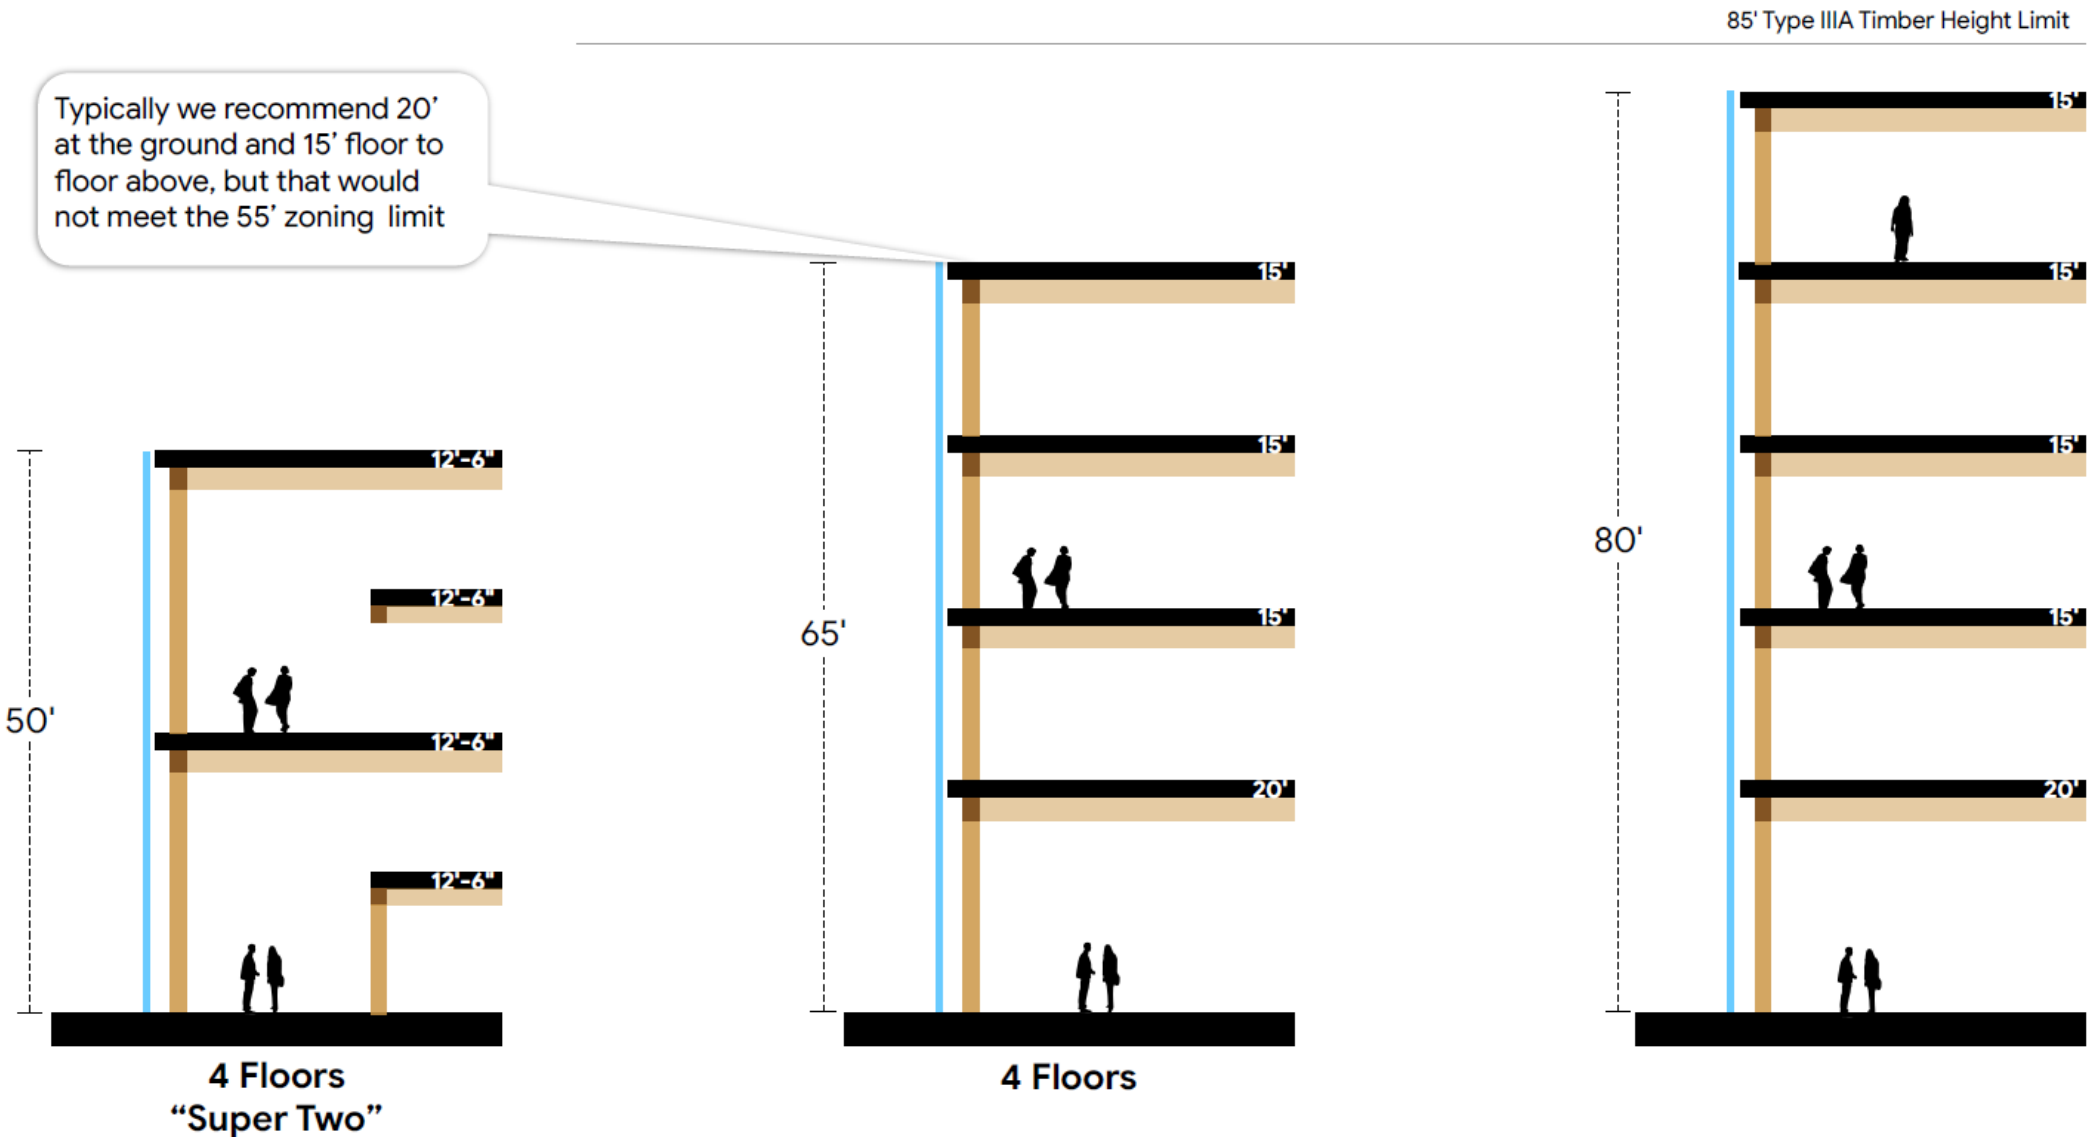 85' Type IIIA Timber Height Limit
Typically we recommend 20’
at the ground and 15’ floor to
floor above, but that would
not meet the 55’ zoning limit
12'-6"
12'-6"
12'-6"
12'-6"
50'
4 Floors
“Super Two”
15'
15'
15'
20'
65'
4 Floors
15'
15'
15'
15'
20'
80'